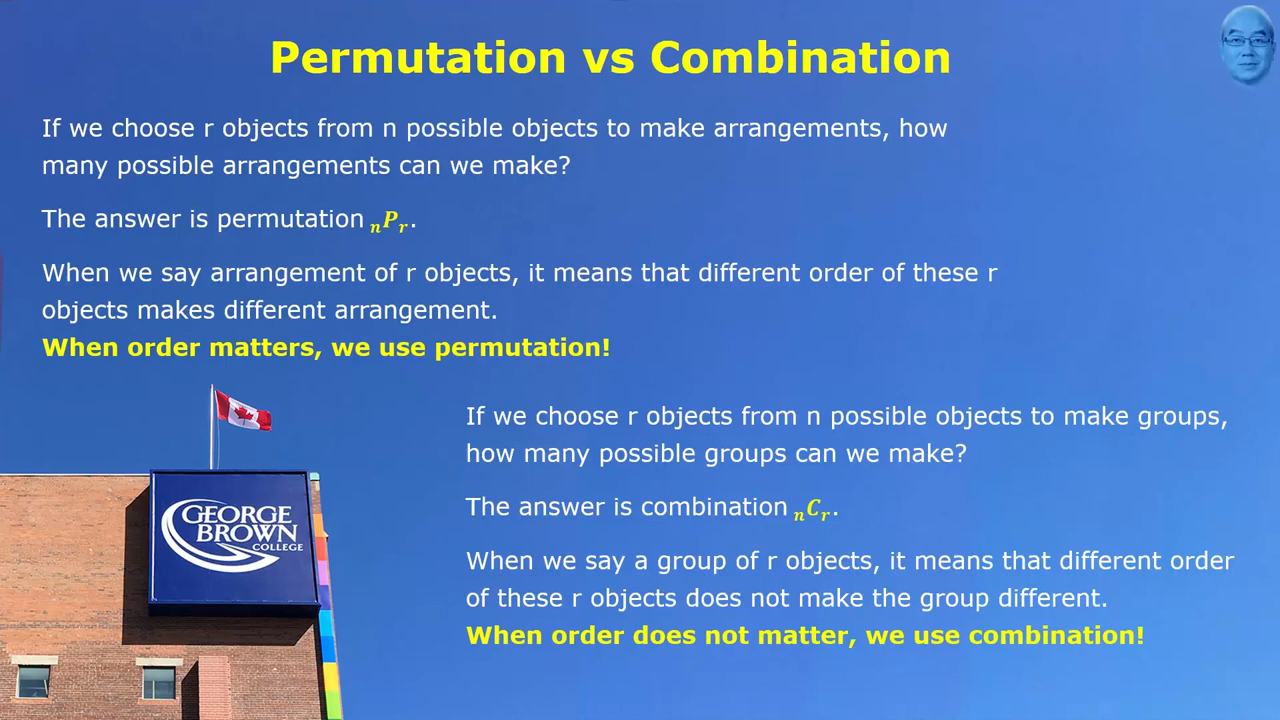 Permutation vs Combination
If we choose r objects from n possible objects to make arrangements, how
many possible arrangements can we make?
The answer is permutation nPr.
When we say arrangement of r objects, it means that different order of these r
objects makes different arrangement.
When order matters, we use permutation!
If we choose r objects from n possible objects to make groups,
how many possible groups can we make?
The answer is combination nCr.
When we say a group of r objects, it means that different order
of these r objects does not make the group different.
When order does not matter, we use combination!
GEORGE
BROWN
COLLEGE